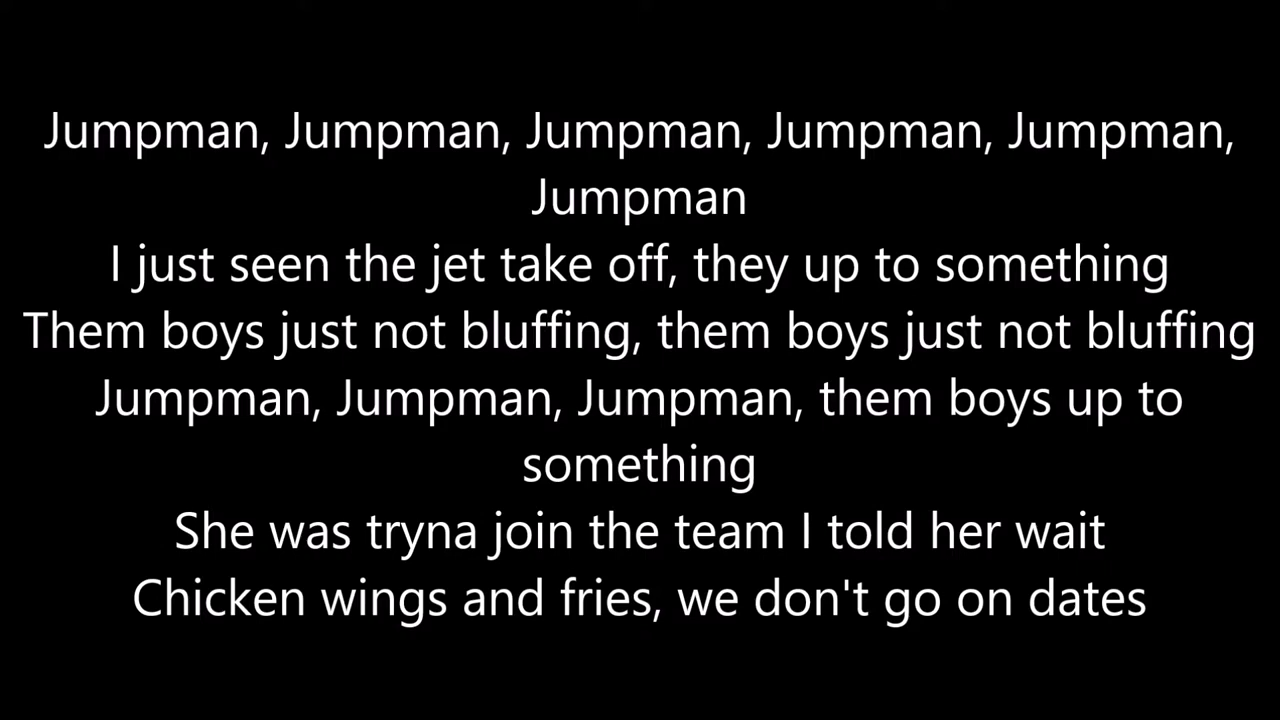 Jumpman, Jumpman, Jumpman, Jumpman, Jumpman,
Jumpman
I just seen the jet take off, they up to something
Them boys just not bluffing, them boys just not bluffing
Jumpman, Jumpman, Jumpman, them boys up to
something
She was tryna join the team I told her wait
Chicken wings and fries, we don't go on dates